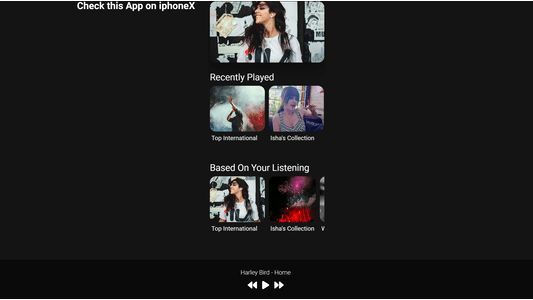 Check this App on iphoneX
Recently Played
Top International
Isha's Collection
Based On Your Listening
Top International
Isha's Collection
Harley Bird - Home